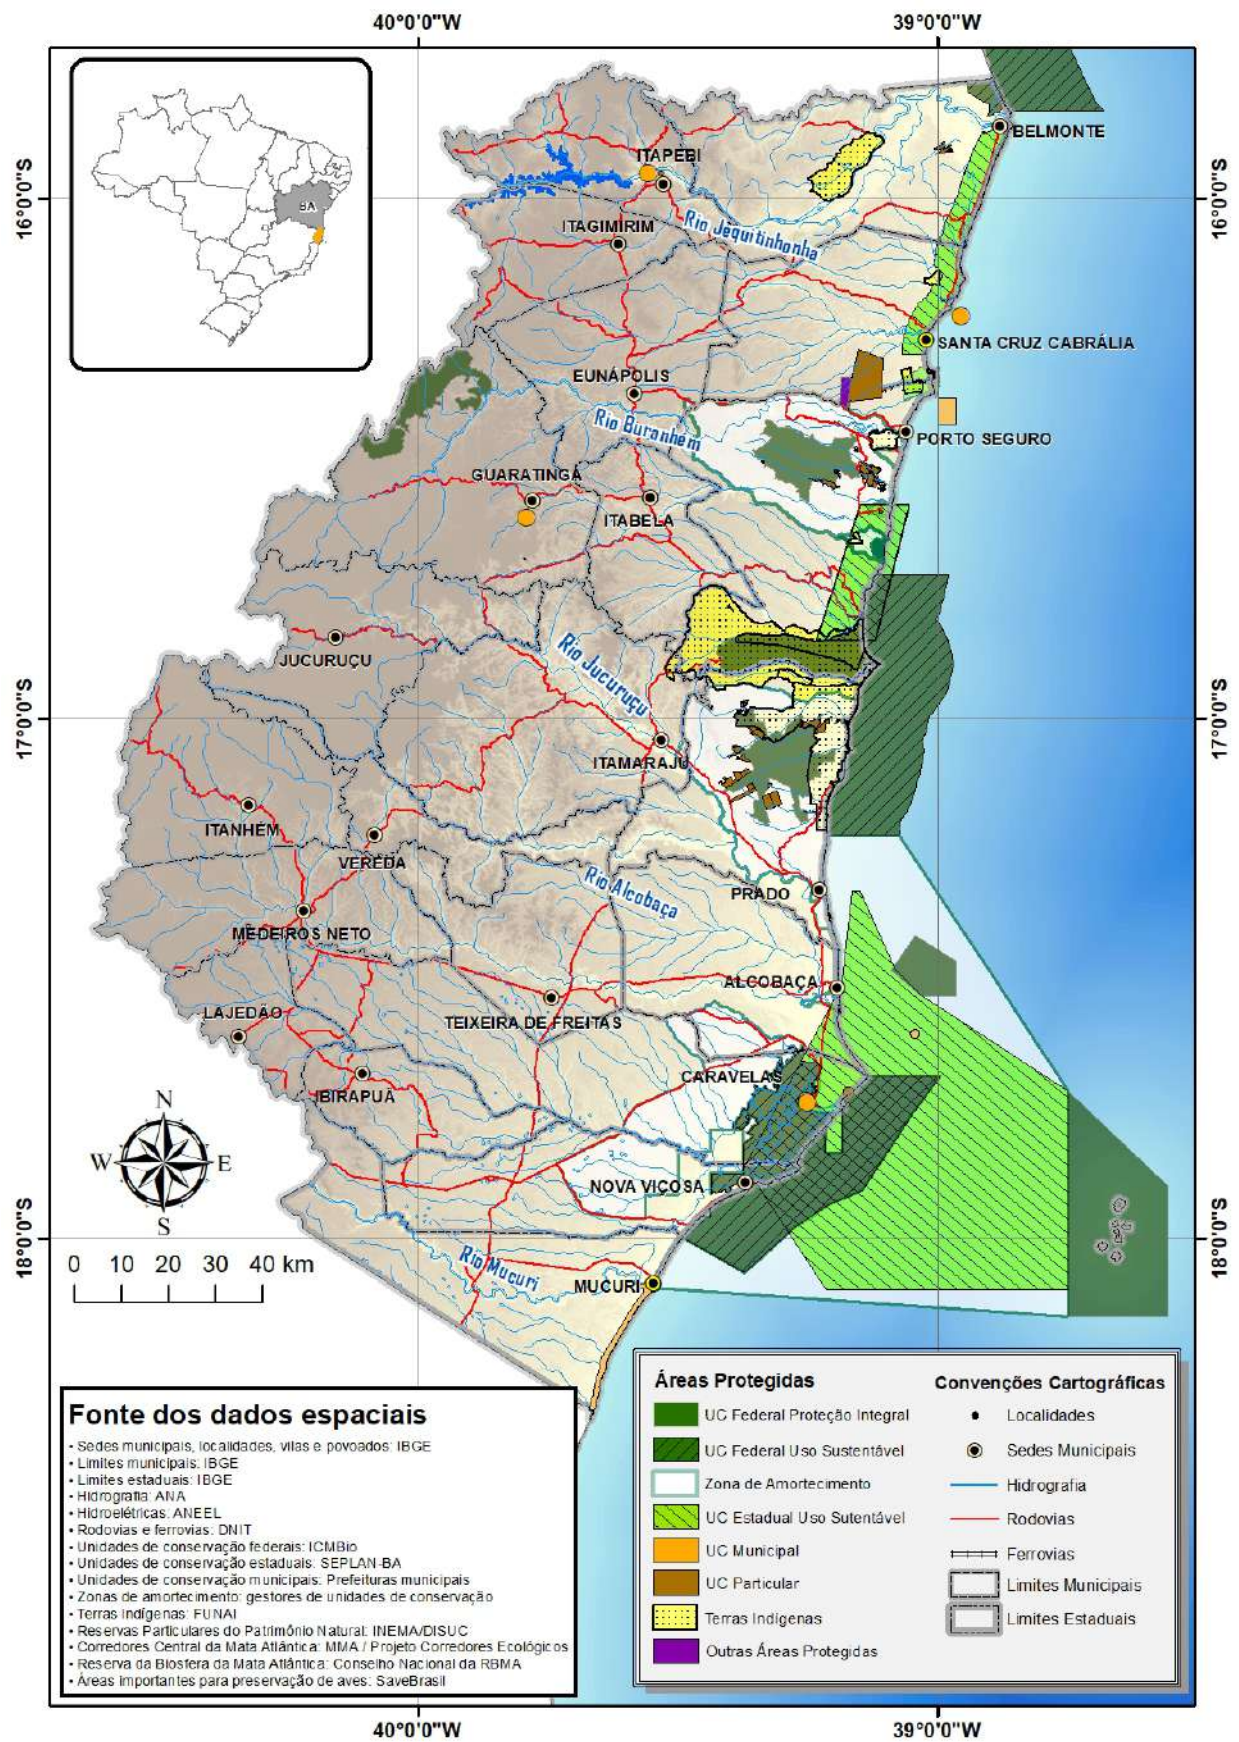 40°0'0"W
39°0'0"W
BA
BELMONTE
ITAPEBI
16°0'0"S
16°0'0"S
ITAGIMIRIM
Rio Jequitinhonha
SANTA CRUZ CABRÁLIA
EUNÁPOLIS
Rio Buranhem
PORTO SEGURO
GUARATINGA
ITABELA
JUCURUÇU
Rio Jucuruçu
17°0'0"S
17°0'0"S
ITAMARAJU
ITANHÉM
VEREDA
Rio Alcobaça
PRADO
MEDEIROS NETO
ALCOBAÇA
LAJEDÃO
TEIXEIRA DE FREITAS
CARAVELAS
IBIRAPUÃ
N
W
E
S
NOVA VIÇOSA
18°0'0"S
18°0'0"S
0 10 20 30 40 km
Rio Mucuri
MUCURI
Fonte dos dados espaciais
• Sedes municipais, localidades, vilas e povoados: IBGE
• Limites municipais: IBGE
• Limites estaduais: IBGE
• Hidrografia: ANA
• Hidroelétricas: ANEEL
• Rodovias e ferrovias: DNIT
• Unidades de conservação federais: ICMBio
• Unidades de conservação estaduais: SEPLAN-BA
• Unidades de conservação municipais: Prefeituras municipais
• Zonas de amortecimento: gestores de unidades de conservação
• Terras Indígenas: FUNAI
• Reservas Particulares do Patrimônio Natural: INEMA/DISUC
• Corredores Central da Mata Atlântica: MMA / Projeto Corredores Ecológicos
• Reserva da Biosfera da Mata Atlântica: Conselho Nacional da RBMA
• Áreas importantes para preservação de aves: SaveBrasil
Áreas Protegidas
UC Federal Proteção Integral
UC Federal Uso Sustentável
Zona de Amortecimento
UC Estadual Uso Sutentável
UC Municipal
UC Particular
Terras Indígenas
Outras Áreas Protegidas
Convenções Cartográficas
Localidades
Sedes Municipais
Hidrografia
Rodovias
Ferrovias
Limites Municipais
Limites Estaduais
40°0'0"W
39°0'0"W